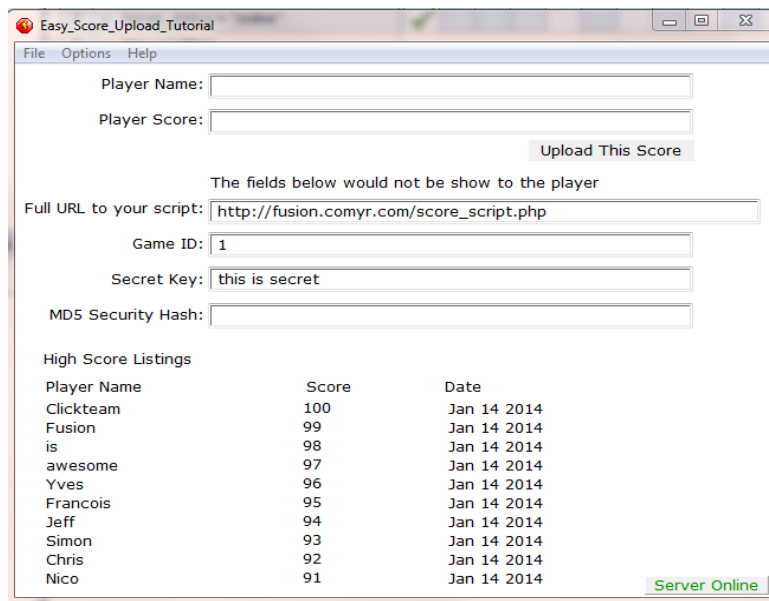 Easy_Score_Upload_Tutorial
File Options Help
Player Name:
Player Score:
Upload This Score
The fields below would not be show to the player
Full URL to your script: http://fusion.comyr.com/score_script.php
Game ID: 1
Secret Key: this is secret
MD5 Security Hash:
High Score Listings
Player Name Score Date
Clickteam 100 Jan 14 2014
Fusion 99 Jan 14 2014
is 98 Jan 14 2014
awesome 97 Jan 14 2014
Yves 96 Jan 14 2014
Francois 95 Jan 14 2014
Jeff 94 Jan 14 2014
Simon 93 Jan 14 2014
Chris 92 Jan 14 2014
Nico 91 Jan 14 2014
Server Online